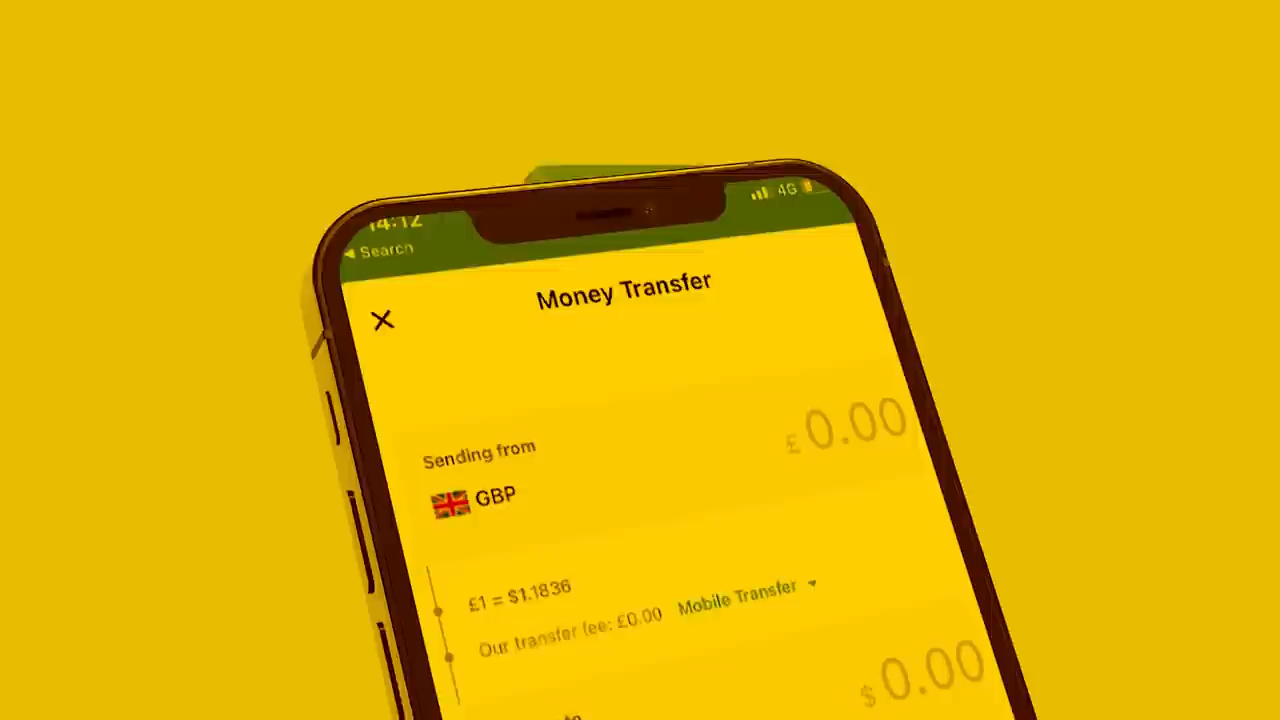 14:12
4G
◀ Search
Money Transfer
£ 0.00
Sending from
GBP
£1 = $1.1836
Our transfer fee: £0.00 Mobile Transfer
$ 0.00